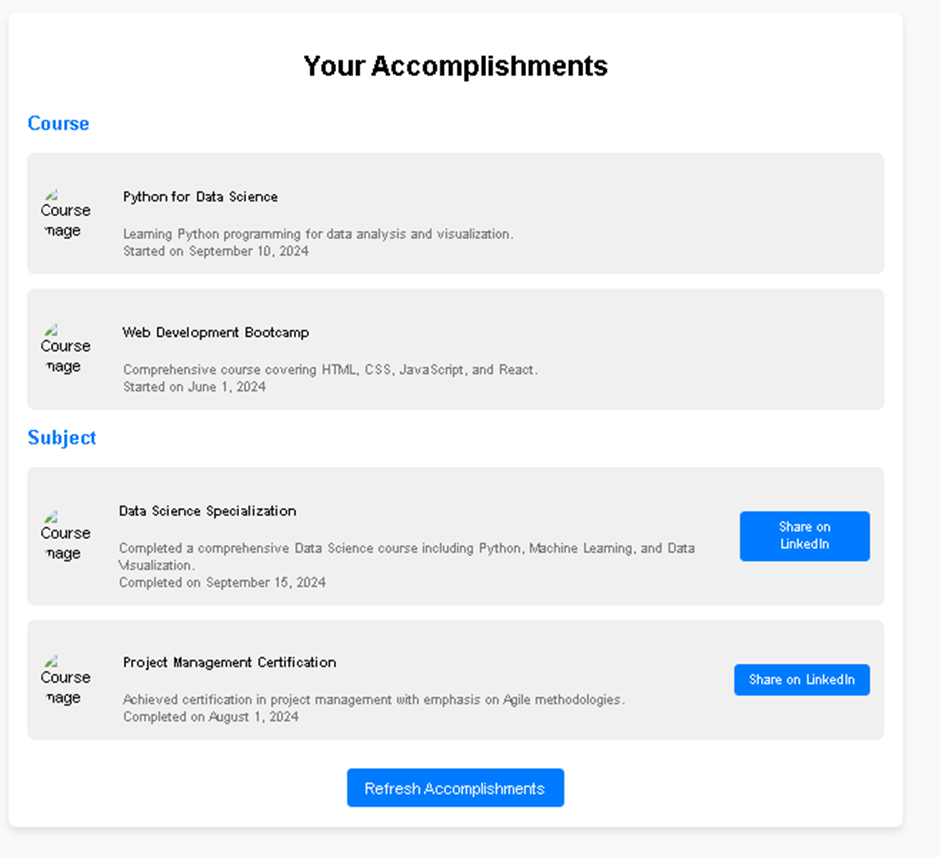 Your Accomplishments
Course
Course
mage
Python for Data Science
Learning Python programming for data analysis and visualization.
Started on September 10, 2024
Course
mage
Web Development Bootcamp
Comprehensive course covering HTML, CSS, JavaScript, and React.
Started on June 1, 2024
Subject
Course
mage
Data Science Specialization
Completed a comprehensive Data Science course including Python, Machine Learning, and Data
Visualization.
Completed on September 15, 2024
Share on
LinkedIn
Course
mage
Project Management Certification
Achieved certification in project management with emphasis on Agile methodologies.
Completed on August 1, 2024
Share on LinkedIn
Refresh Accomplishments